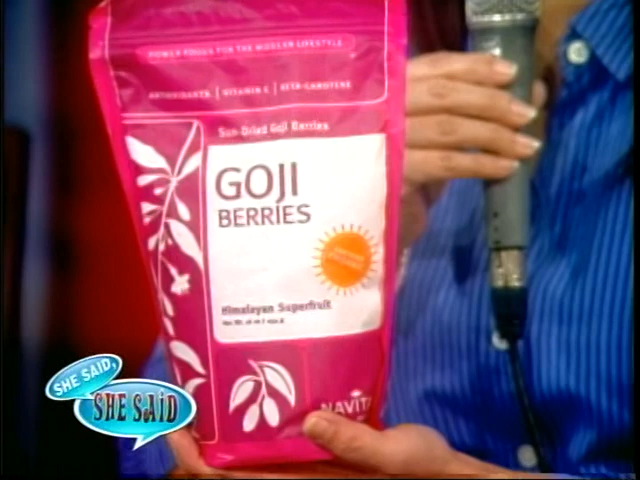 POWER FOODS FOR THE MODERN LIFESTYLE
ANTIOXIDANTS | VITAMIN C | BETA-CAROTENE
Sun-Dried Goji Berries
GOJI
BERRIES
Himalayan Superfruit
NAVITA
SHE SAID,
SHE SAID